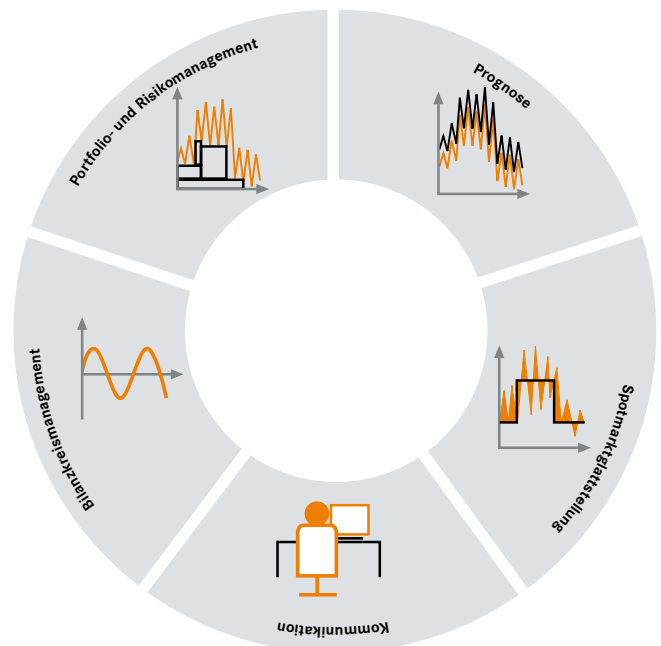 Portfolio- und Risikomanagement
Prognose
Spotmarktglattstellung
Kommunikation
Bilanzkreismanagement